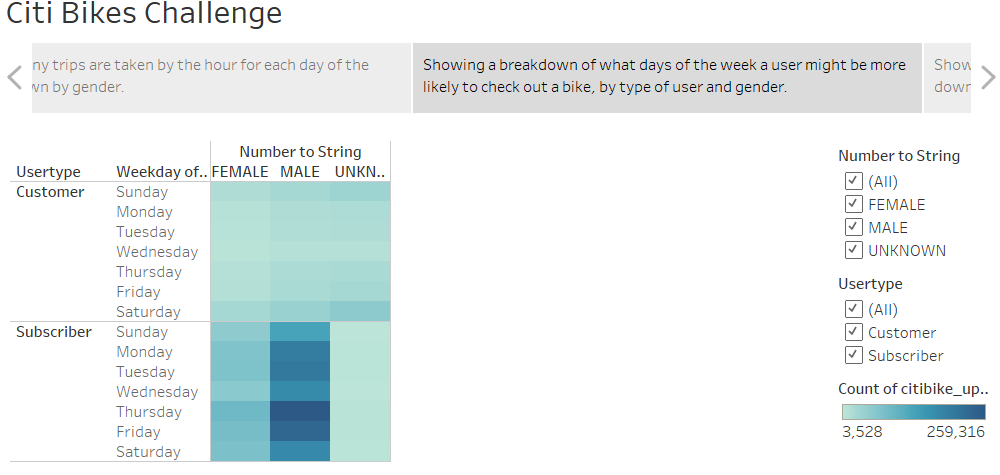 Citi Bikes Challenge
ny trips are taken by the hour for each day of the
wn by gender.
Showing a breakdown of what days of the week a user might be more
likely to check out a bike, by type of user and gender.
Show
down
Number to String
Usertype Weekday of.. FEMALE MALE UNKN..
Customer Sunday
Monday
Tuesday
Wednesday
Thursday
Friday
Saturday
Subscriber Sunday
Monday
Tuesday
Wednesday
Thursday
Friday
Saturday
Number to String
(All)
FEMALE
MALE
UNKNOWN
Usertype
(All)
Customer
Subscriber
Count of citibike_up..
3,528 259,316